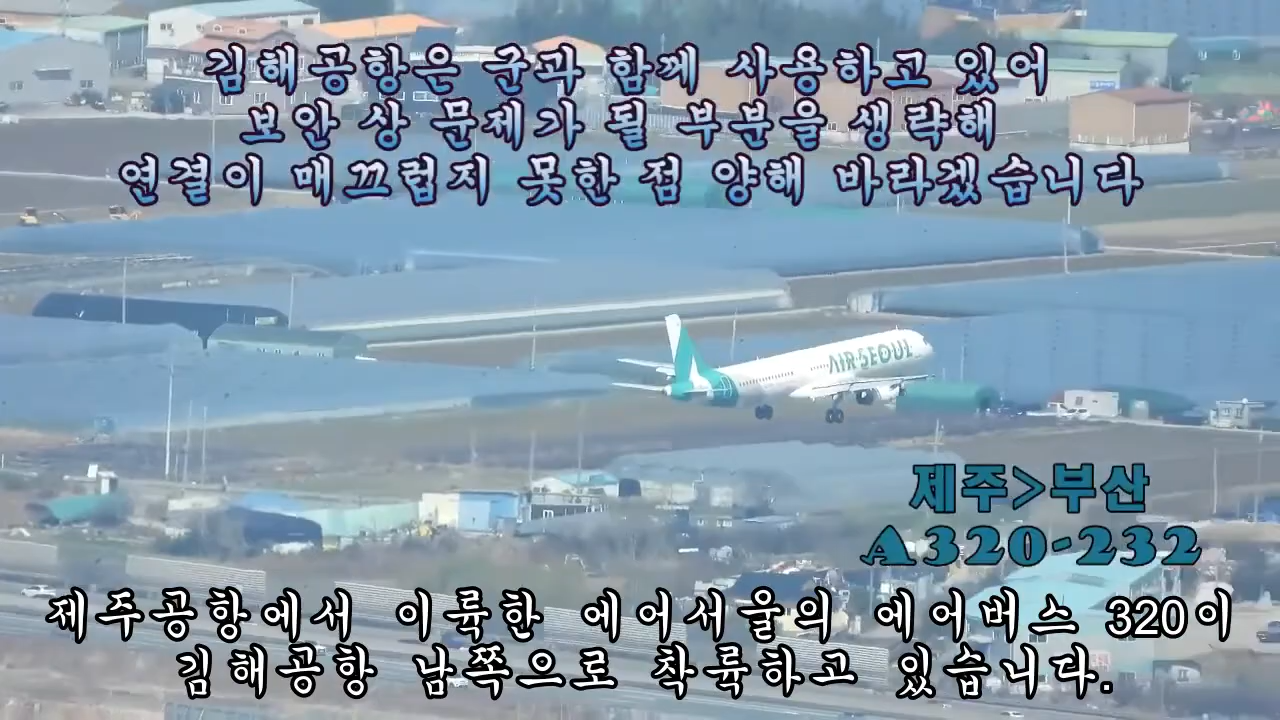 김해공항은 군과 함께 사용하고 있어
보안 상 문제가 될 부분을 생략해
연결이 매끄럽지 못한 점 양해 바라겠습니다
AIR SEOUL
제주>부산
A320-232
제주공항에서 이륙한 에어서울의 에어버스 320이
김해공항 남쪽으로 착륙하고 있습니다.